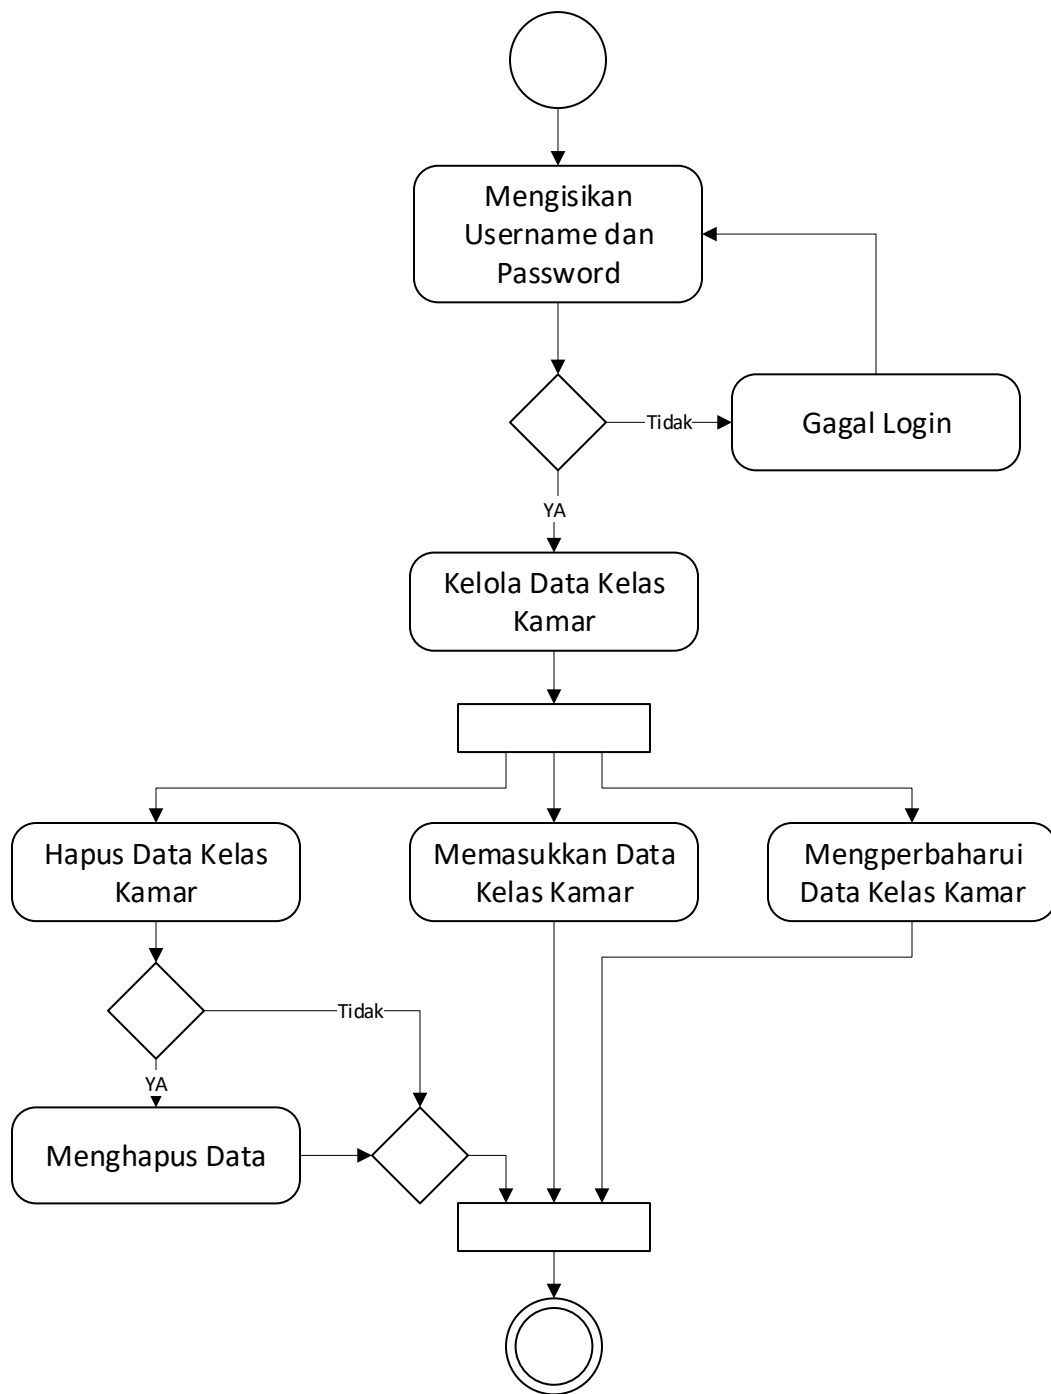 Mengisikan
Username dan
Password
Tidak
Gagal Login
YA
Kelola Data Kelas
Kamar
Hapus Data Kelas
Kamar
Memasukkan Data
Kelas Kamar
Mengperbaharui
Data Kelas Kamar
Tidak
YA
Menghapus Data